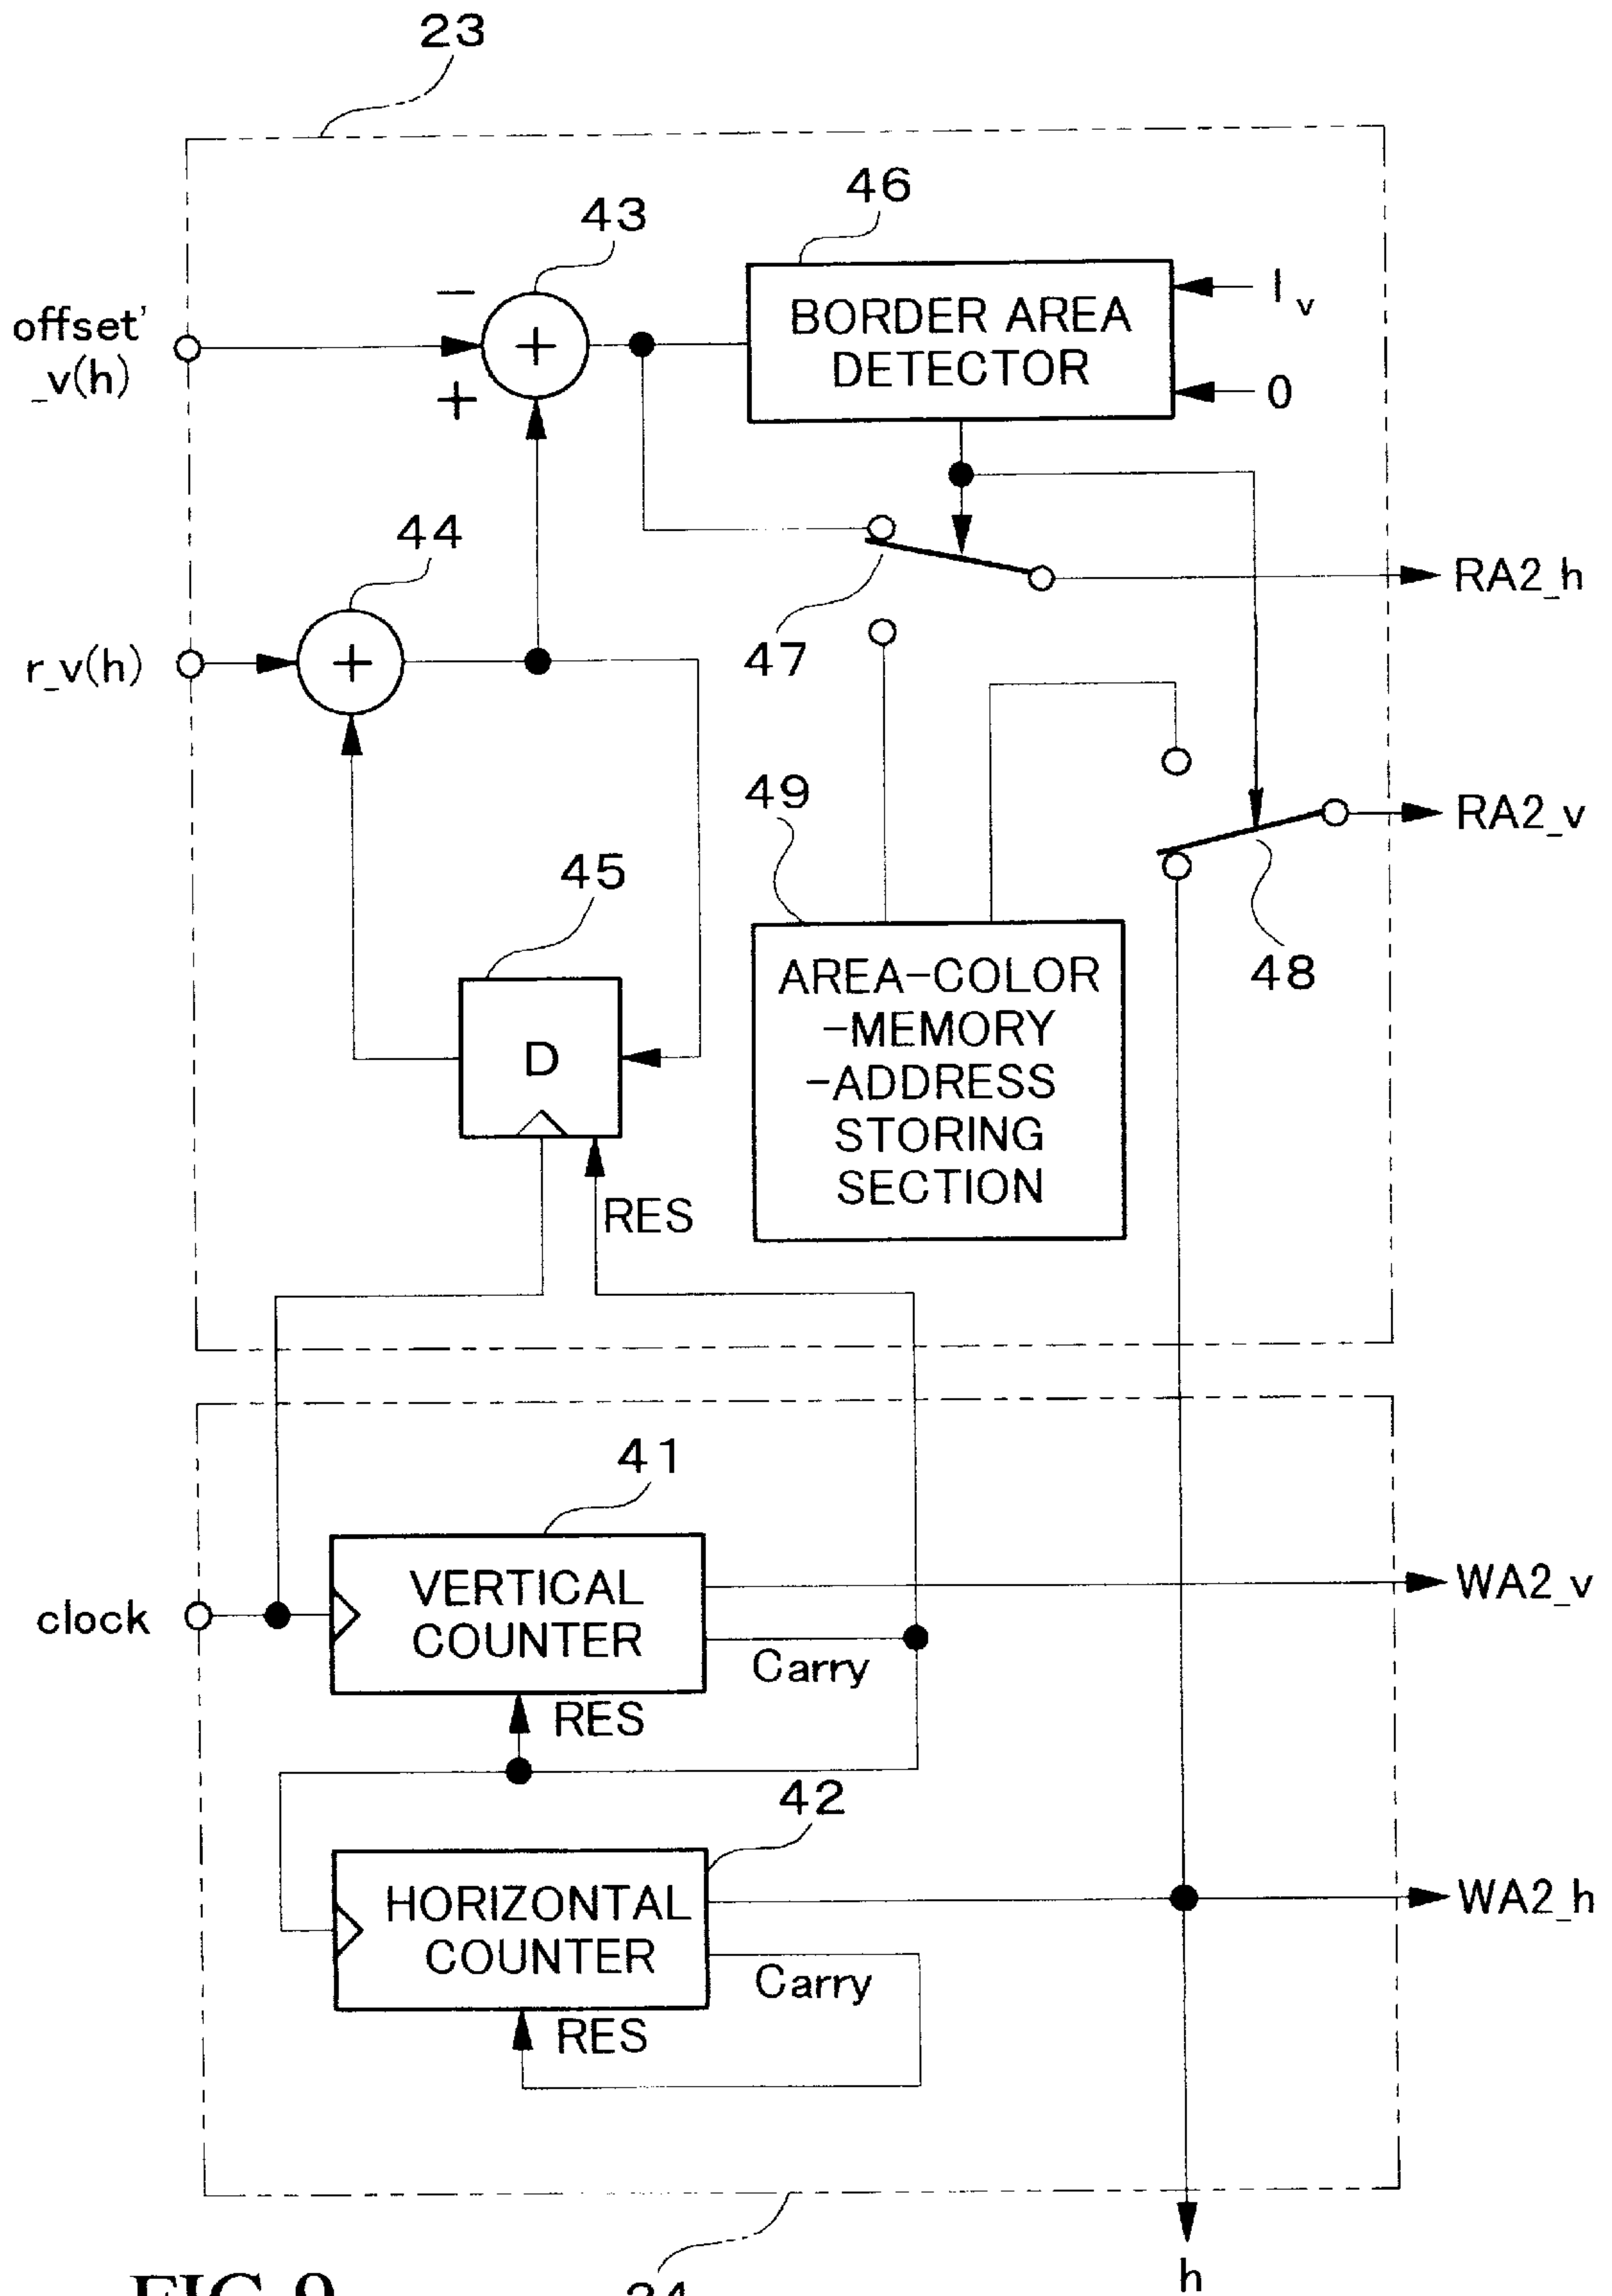 23
46
43
offset'
_v(h)
−
+
+
BORDER AREA
DETECTOR
I v
0
44
r_v(h)
+
47
RA2_h
49
RA2_v
48
45
D
RES
AREA-COLOR
-MEMORY
-ADDRESS
STORING
SECTION
41
clock
VERTICAL
COUNTER
Carry
RES
WA2_v
42
HORIZONTAL
COUNTER
Carry
RES
WA2_h
h